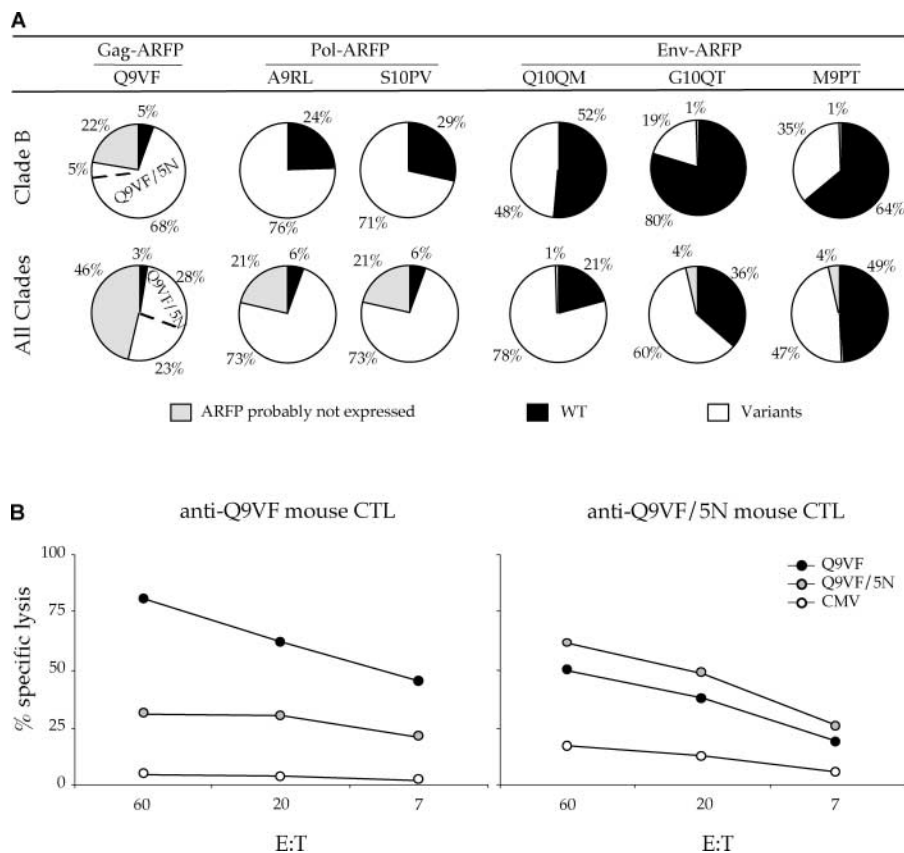 A
Gag-ARFP Pol-ARFP Env-ARFP
Q9VF A9RL S10PV Q10QM G10QT M9PT
Clade B
5% 22% 5% Q9VF/5N 68%
24% 76%
29% 71%
52% 48%
1% 19% 80%
1% 35% 64%
All Clades
3% 46% 28% Q9VF/5N 23%
6% 21% 73%
6% 21% 73%
1% 21% 78%
4% 36% 60%
4% 49% 47%
ARFP probably not expressed WT Variants
B
anti-Q9VF mouse CTL anti-Q9VF/5N mouse CTL
% specific lysis
100
75
50
25
0
Q9VF
Q9VF/5N
CMV
60 20 7 60 20 7
E:T E:T